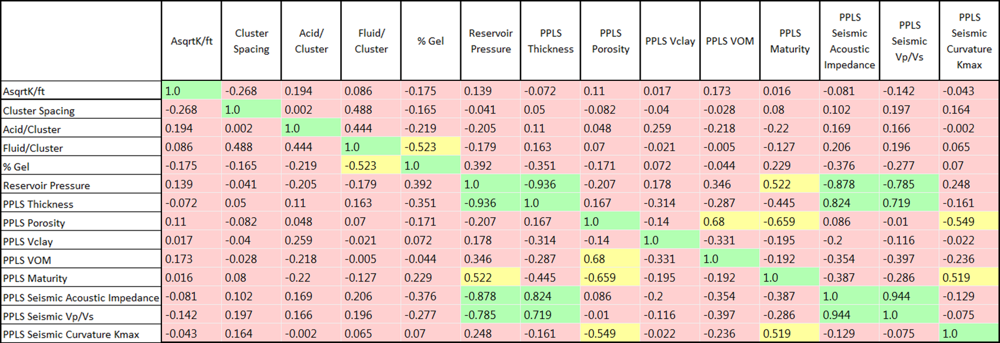 AsqrtK/ft Cluster Spacing Acid/ Cluster Fluid/ Cluster % Gel Reservoir Pressure PPLS Thickness PPLS Porosity PPLS Vclay PPLS VOM PPLS Maturity PPLS Seismic Acoustic Impedance PPLS Seismic Vp/Vs PPLS Seismic Curvature Kmax
AsqrtK/ft 1.0 -0.268 0.194 0.086 -0.175 0.139 -0.072 0.11 0.017 0.173 0.016 -0.081 -0.142 -0.043
Cluster Spacing -0.268 1.0 0.002 0.488 -0.165 -0.041 0.05 -0.082 -0.04 -0.028 0.08 0.102 0.197 0.164
Acid/Cluster 0.194 0.002 1.0 0.444 -0.219 -0.205 0.11 0.048 0.259 -0.218 -0.22 0.169 0.166 -0.002
Fluid/Cluster 0.086 0.488 0.444 1.0 -0.523 -0.179 0.163 0.07 -0.021 -0.005 -0.127 0.206 0.196 0.065
% Gel -0.175 -0.165 -0.219 -0.523 1.0 0.392 -0.351 -0.171 0.072 -0.044 0.229 -0.376 -0.277 0.07
Reservoir Pressure 0.139 -0.041 -0.205 -0.179 0.392 1.0 -0.936 -0.207 0.178 0.346 0.522 -0.878 -0.785 0.248
PPLS Thickness -0.072 0.05 0.11 0.163 -0.351 -0.936 1.0 0.167 -0.314 -0.287 -0.445 0.824 0.719 -0.161
PPLS Porosity 0.11 -0.082 0.048 0.07 -0.171 -0.207 0.167 1.0 -0.14 0.68 -0.659 0.086 -0.01 -0.549
PPLS Vclay 0.017 -0.04 0.259 -0.021 0.072 0.178 -0.314 -0.14 1.0 -0.331 -0.195 -0.2 -0.116 -0.022
PPLS VOM 0.173 -0.028 -0.218 -0.005 -0.044 0.346 -0.287 0.68 -0.331 1.0 -0.192 -0.354 -0.397 -0.236
PPLS Maturity 0.016 0.08 -0.22 -0.127 0.229 0.522 -0.445 -0.659 -0.195 -0.192 1.0 -0.387 -0.286 0.519
PPLS Seismic Acoustic Impedance -0.081 0.102 0.169 0.206 -0.376 -0.878 0.824 0.086 -0.2 -0.354 -0.387 1.0 0.944 -0.129
PPLS Seismic Vp/Vs -0.142 0.197 0.166 0.196 -0.277 -0.785 0.719 -0.01 -0.116 -0.397 -0.286 0.944 1.0 -0.075
PPLS Seismic Curvature Kmax -0.043 0.164 -0.002 0.065 0.07 0.248 -0.161 -0.549 -0.022 -0.236 0.519 -0.129 -0.075 1.0